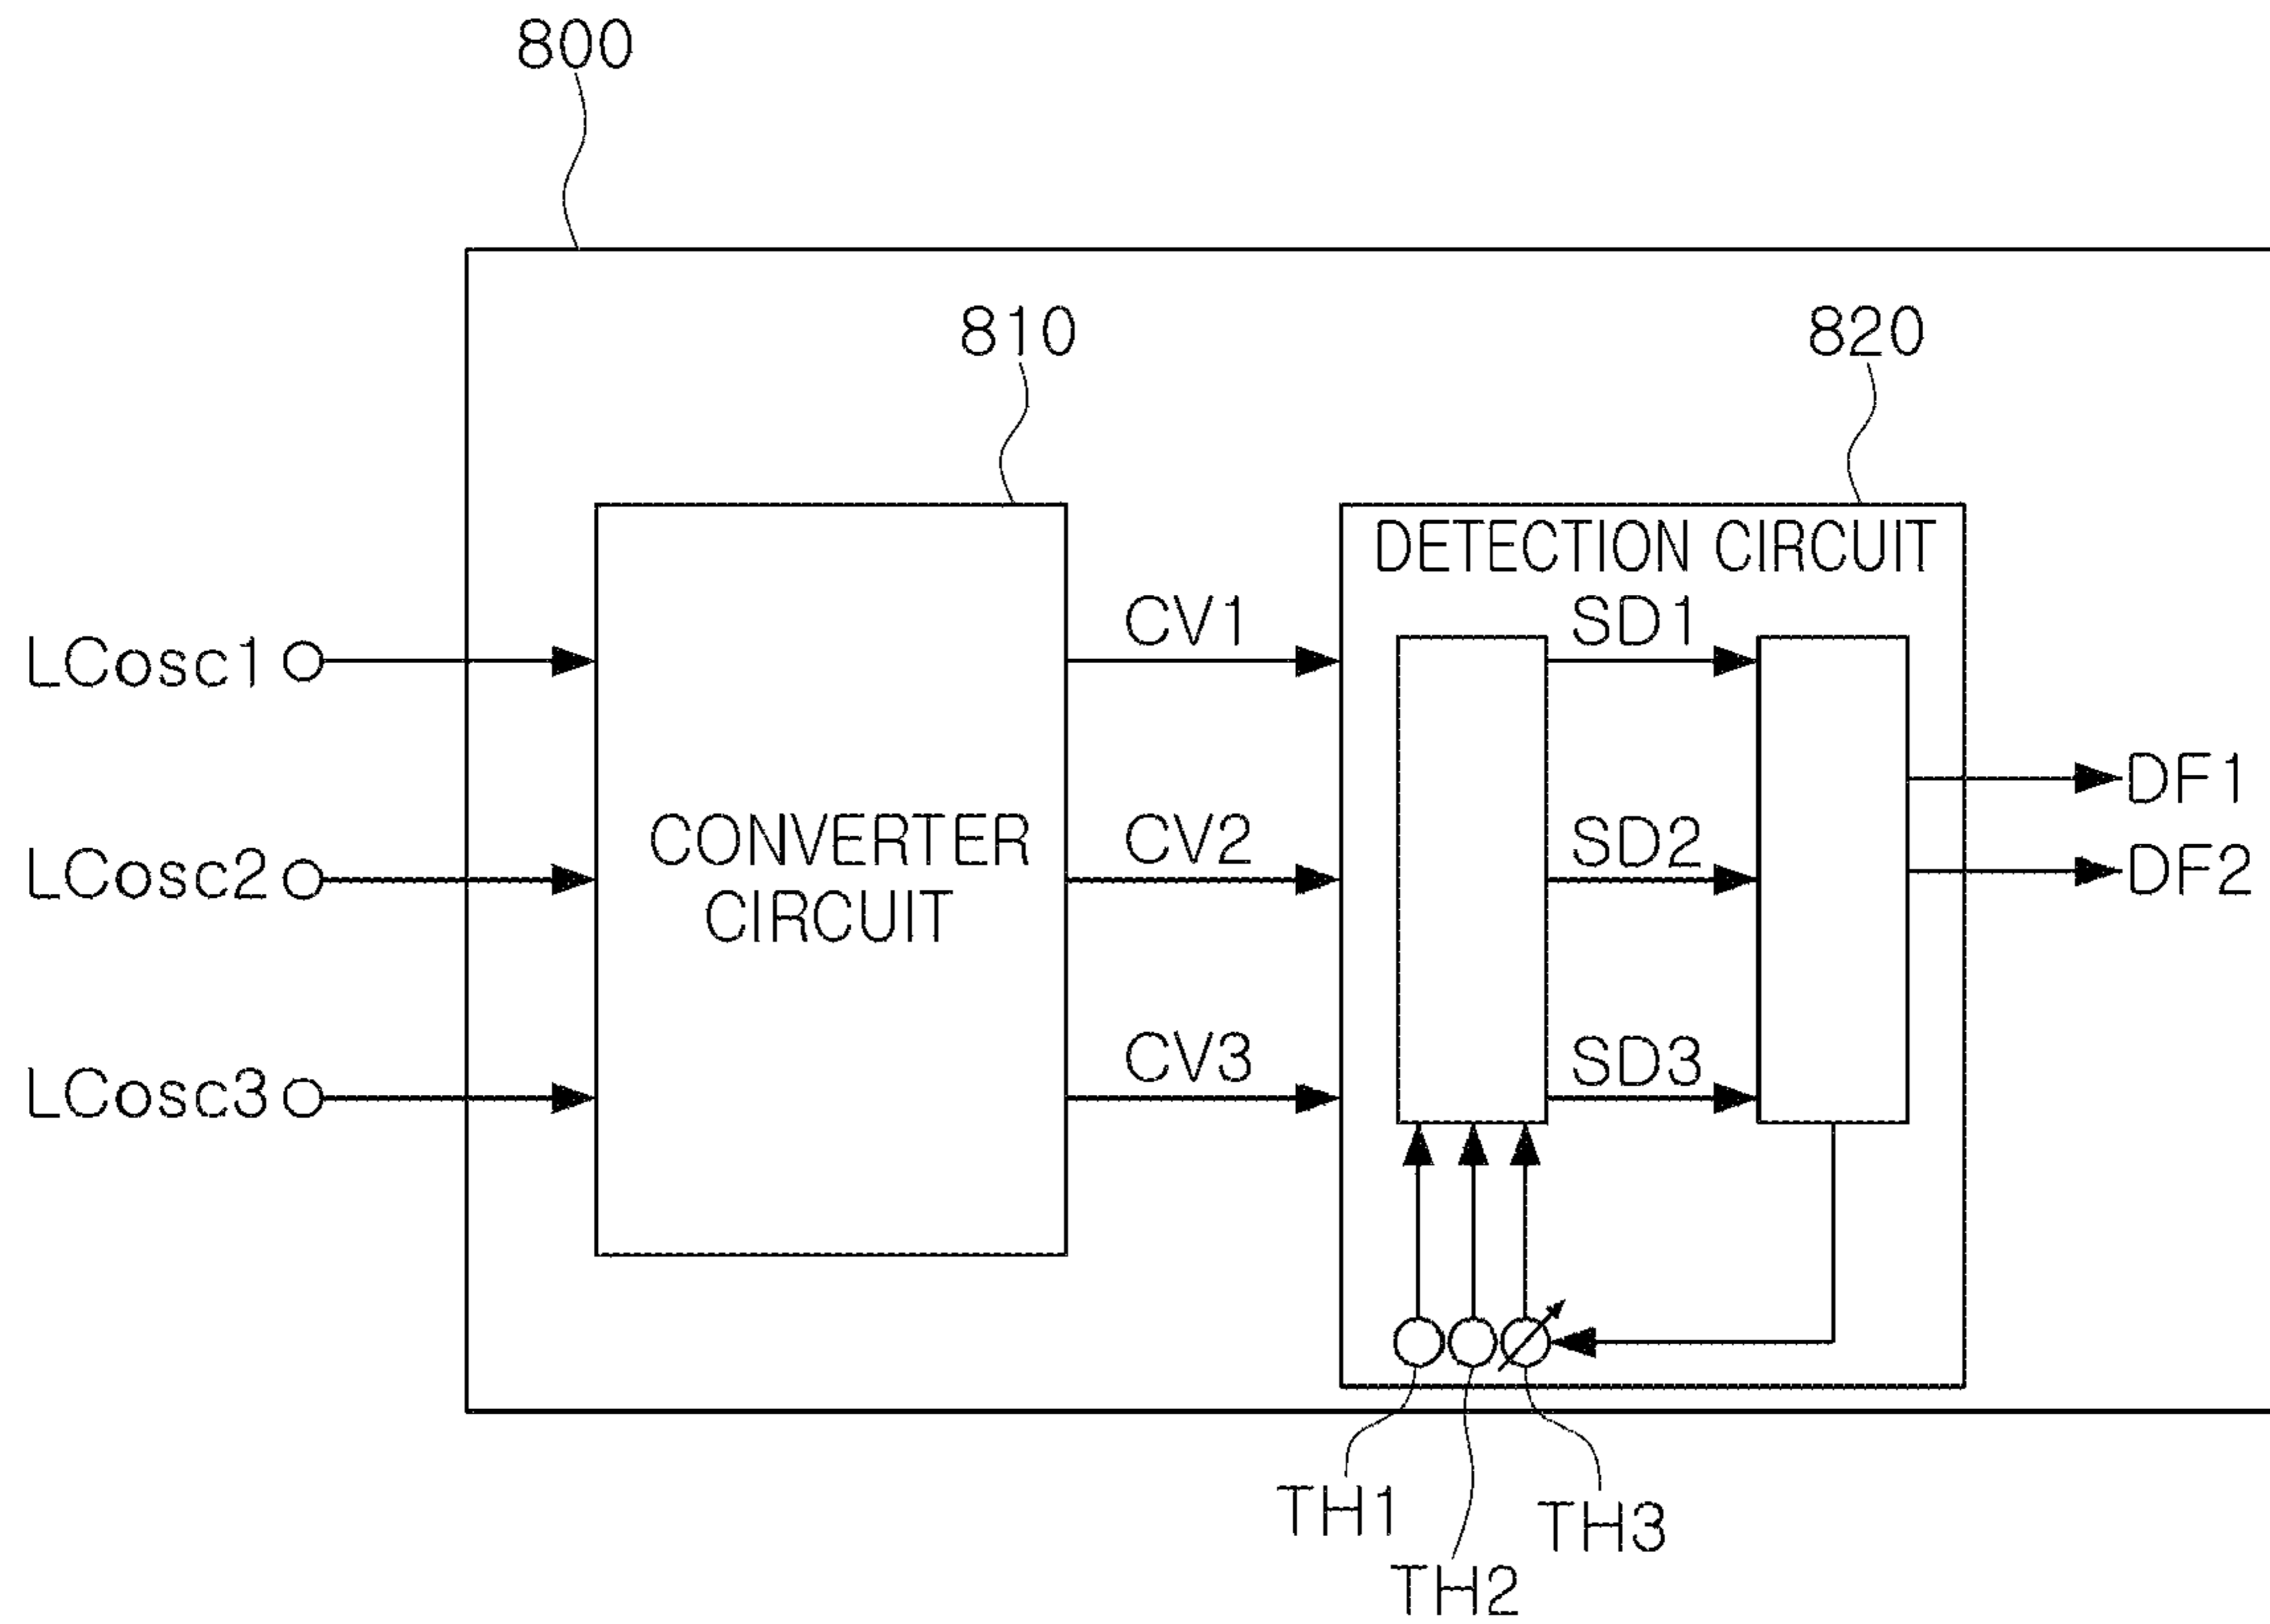 800
810
820
DETECTION CIRCUIT
CV1
SD1
LCosc1
DF1
CONVERTER
CIRCUIT
CV2
SD2
LCosc2
DF2
CV3
SD3
LCosc3
TH1
TH3
TH2